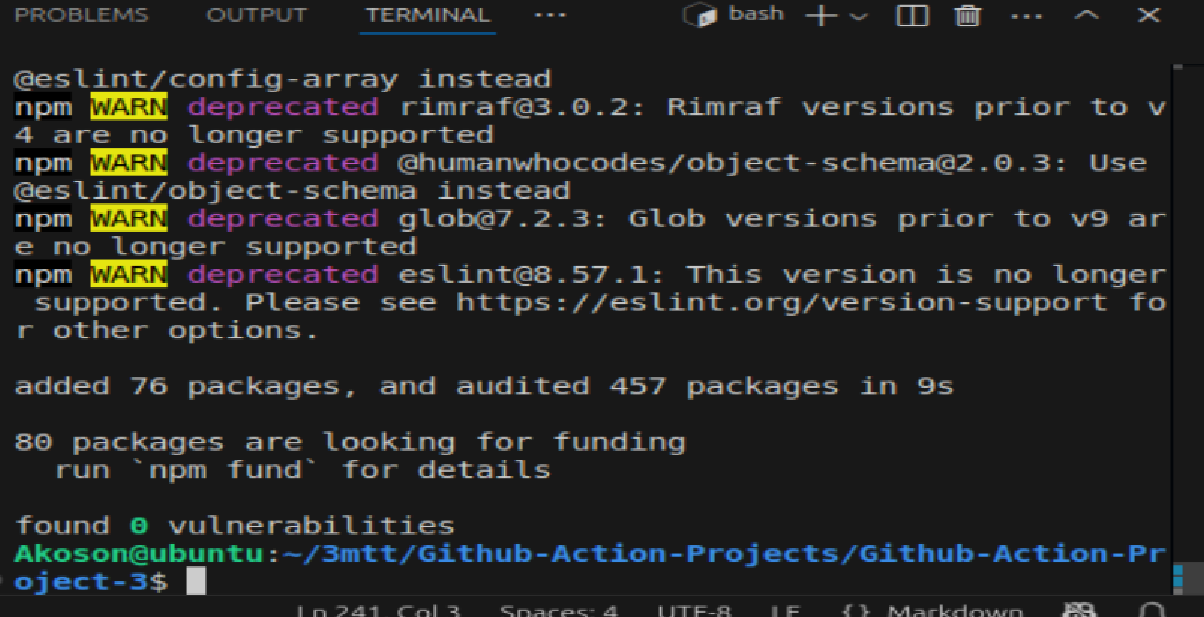 PROBLEMS OUTPUT TERMINAL ··· bash
@eslint/config-array instead
npm WARN deprecated rimraf@3.0.2: Rimraf versions prior to v
4 are no longer supported
npm WARN deprecated @humanwhocodes/object-schema@2.0.3: Use
@eslint/object-schema instead
npm WARN deprecated glob@7.2.3: Glob versions prior to v9 ar
e no longer supported
npm WARN deprecated eslint@8.57.1: This version is no longer
 supported. Please see https://eslint.org/version-support fo
r other options.
added 76 packages, and audited 457 packages in 9s
80 packages are looking for funding
  run `npm fund` for details
found 0 vulnerabilities
Akoson@ubuntu:~/3mtt/Github-Action-Projects/Github-Action-Pr
oject-3$
Ln 241, Col 3 Spaces: 4 UTF-8 LF {} Markdown